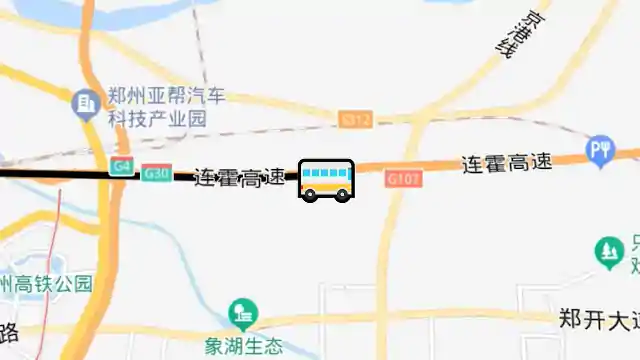 京港线
郑州亚帮汽车
科技产业园
G312
G4
G30
连霍高速
连霍高速
G107
州高铁公园
郑开大道
路
象湖生态